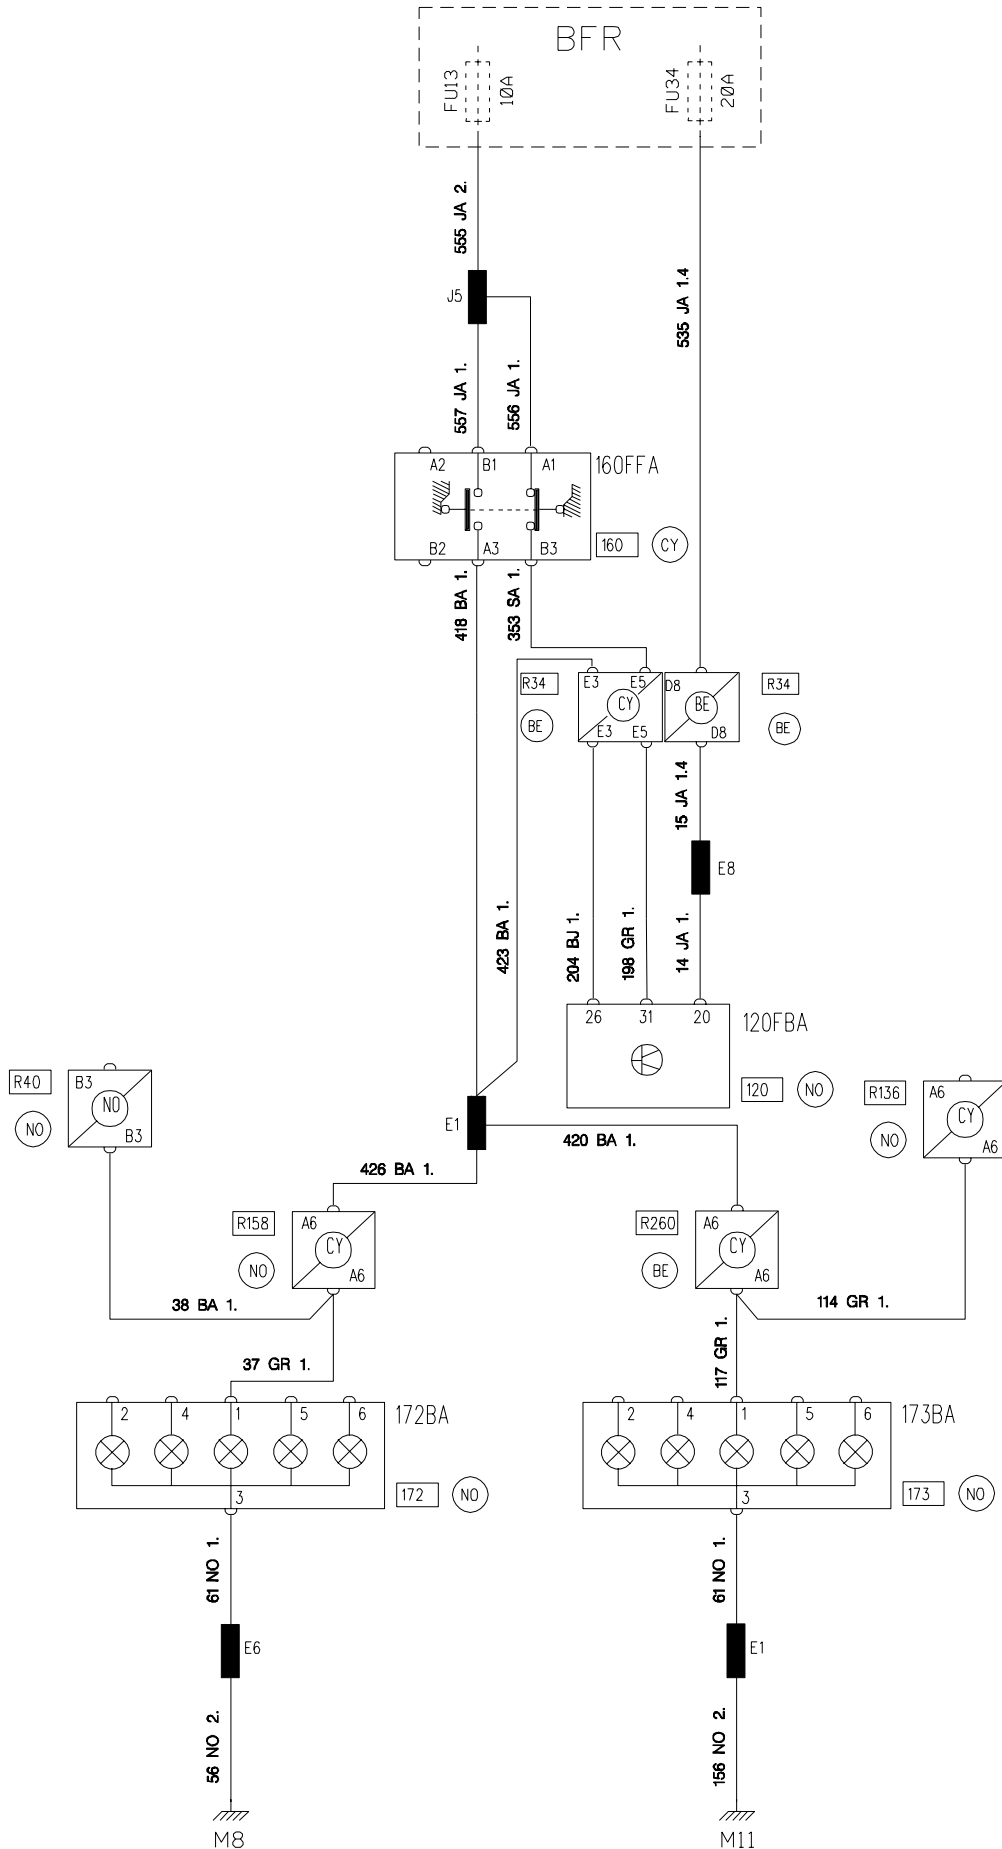 BFR
FU13
10A
FU34
20A
555 JA 2.
535 JA 1.4
J5
557 JA 1.
556 JA 1.
A2
B1
A1
160FFA
B2
A3
B3
160
CY
418 BA 1.
353 SA 1.
R34
BE
E3
E5
CY
E3
E5
D8
BE
D8
R34
BE
15 JA 1.4
E8
423 BA 1.
204 BJ 1.
198 GR 1.
14 JA 1.
26
31
20
120FBA
120
NO
R40
NO
B3
NO
B3
R136
NO
A6
CY
A6
E1
420 BA 1.
426 BA 1.
R158
NO
A6
CY
A6
R260
BE
A6
CY
A6
38 BA 1.
114 GR 1.
37 GR 1.
117 GR 1.
2
4
1
5
6
172BA
3
172
NO
2
4
1
5
6
173BA
3
173
NO
61 NO 1.
61 NO 1.
E6
E1
56 NO 2.
156 NO 2.
M8
M11